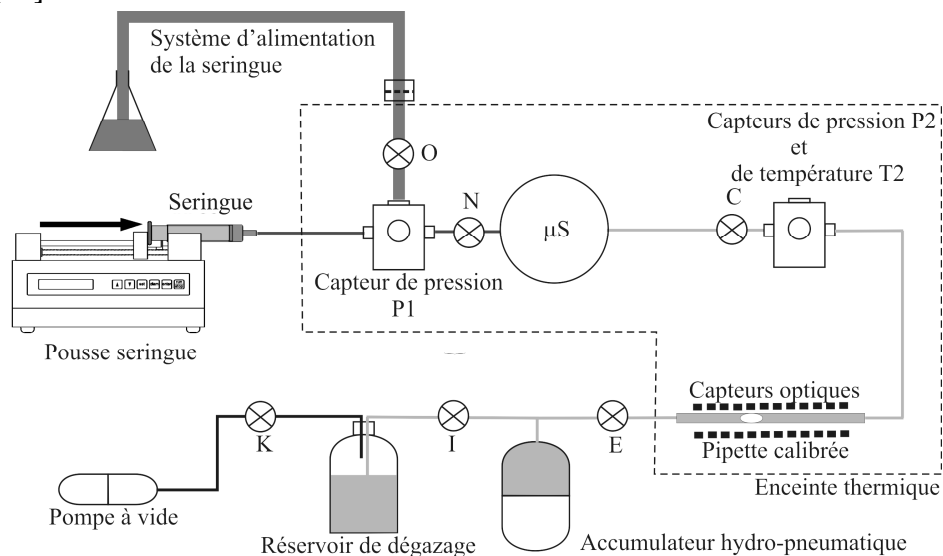 Système d'alimentation
de la seringue
Capteurs de pression P2
et
de température T2
O
Seringue
N
C
µS
Capteur de pression
P1
Pousse seringue
Capteurs optiques
K
I
E
Pipette calibrée
Enceinte thermique
Pompe à vide
Réservoir de dégazage
Accumulateur hydro-pneumatique